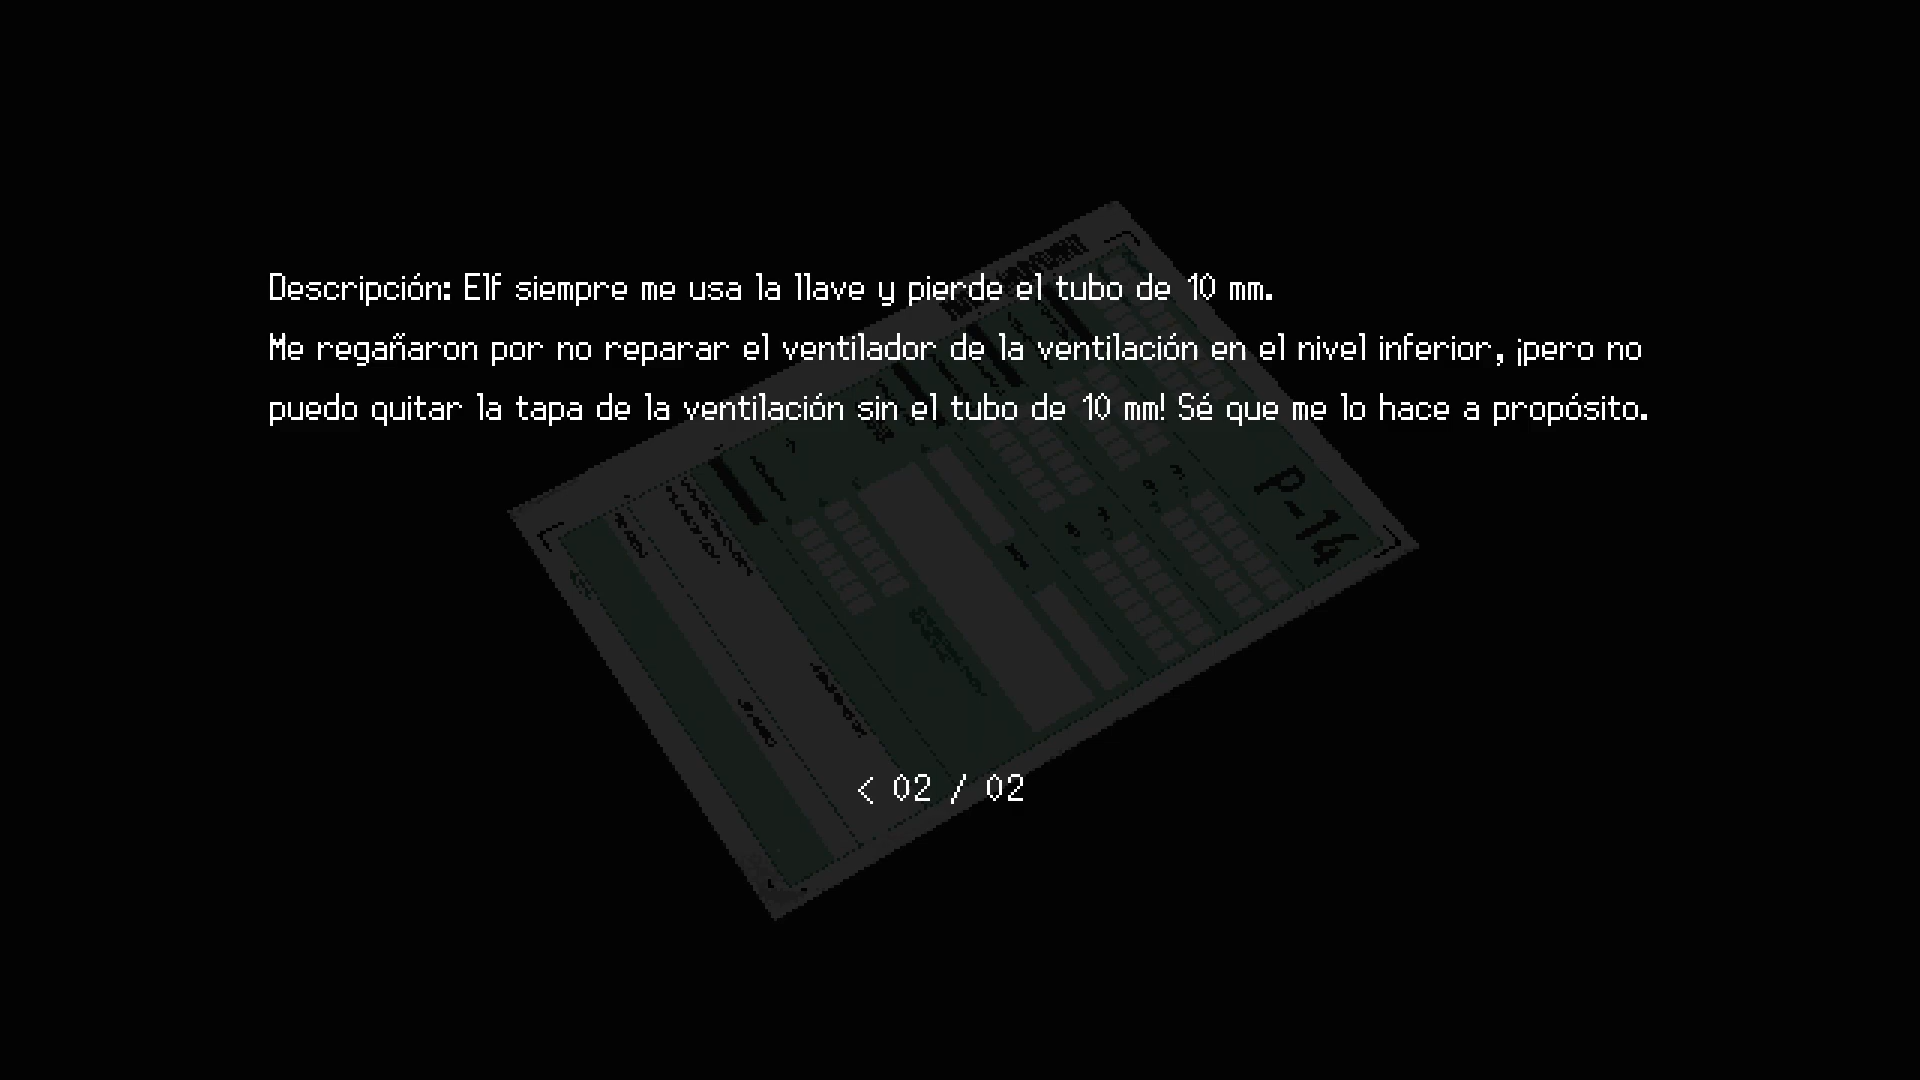 Descripción: Elf siempre me usa la llave y pierde el tubo de 10 mm.
Me regañaron por no reparar el ventilador de la ventilación en el nivel inferior, ¡pero no
puedo quitar la tapa de la ventilación sin el tubo de 10 mm! Sé que me lo hace a propósito.
P-14
< 02 / 02